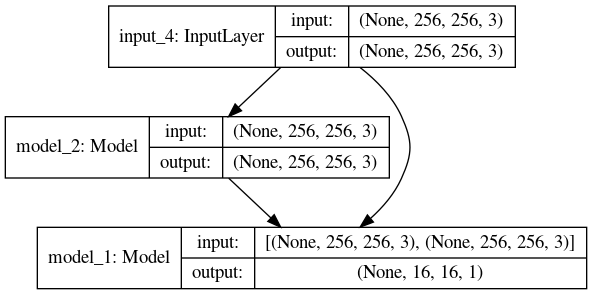 input_4: InputLayer
input:
(None, 256, 256, 3)
output:
(None, 256, 256, 3)
model_2: Model
input:
(None, 256, 256, 3)
output:
(None, 256, 256, 3)
model_1: Model
input:
[(None, 256, 256, 3), (None, 256, 256, 3)]
output:
(None, 16, 16, 1)